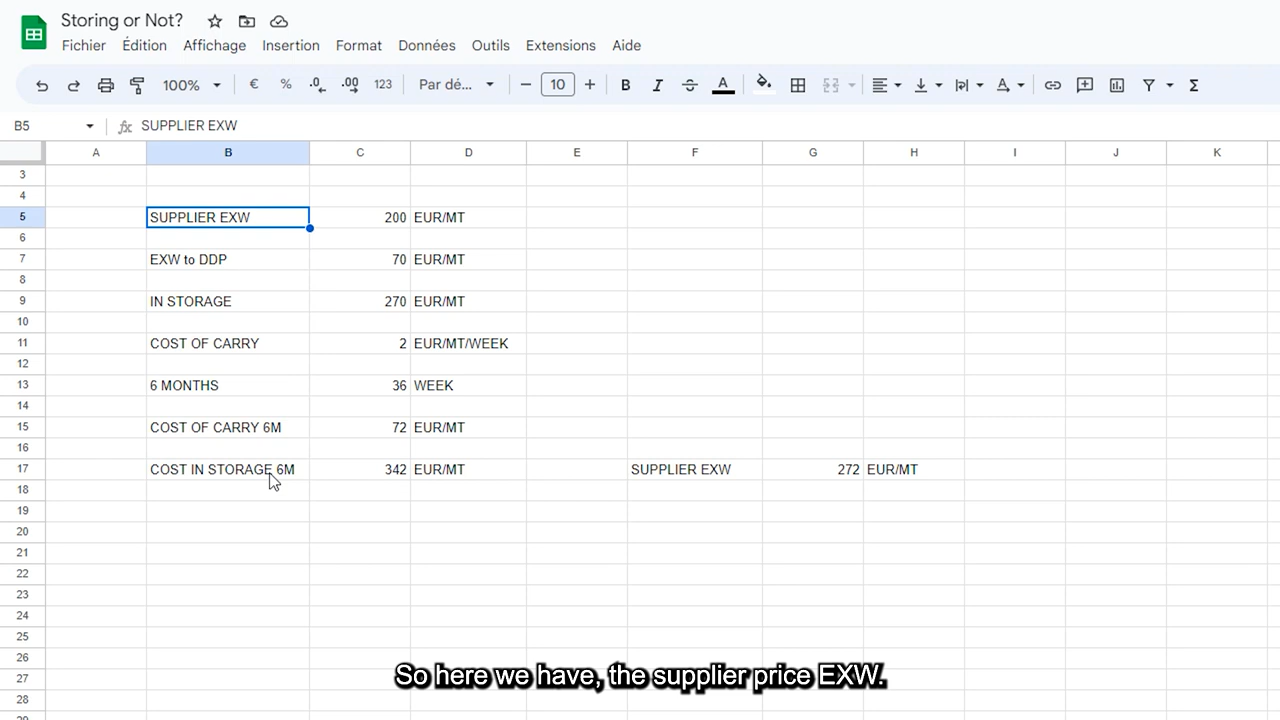 Storing or Not?
Fichier Édition Affichage Insertion Format Données Outils Extensions Aide
100% € % .0 .00 123 Par dé... 10 B I S A A Σ
B5 fx SUPPLIER EXW
A B C D E F G H I J K
3
4
5 SUPPLIER EXW 200 EUR/MT
6
7 EXW to DDP 70 EUR/MT
8
9 IN STORAGE 270 EUR/MT
10
11 COST OF CARRY 2 EUR/MT/WEEK
12
13 6 MONTHS 36 WEEK
14
15 COST OF CARRY 6M 72 EUR/MT
16
17 COST IN STORAGE 6M 342 EUR/MT SUPPLIER EXW 272 EUR/MT
18
19
20
21
22
23
24
25
26
27
28
29
So here we have, the supplier price EXW.